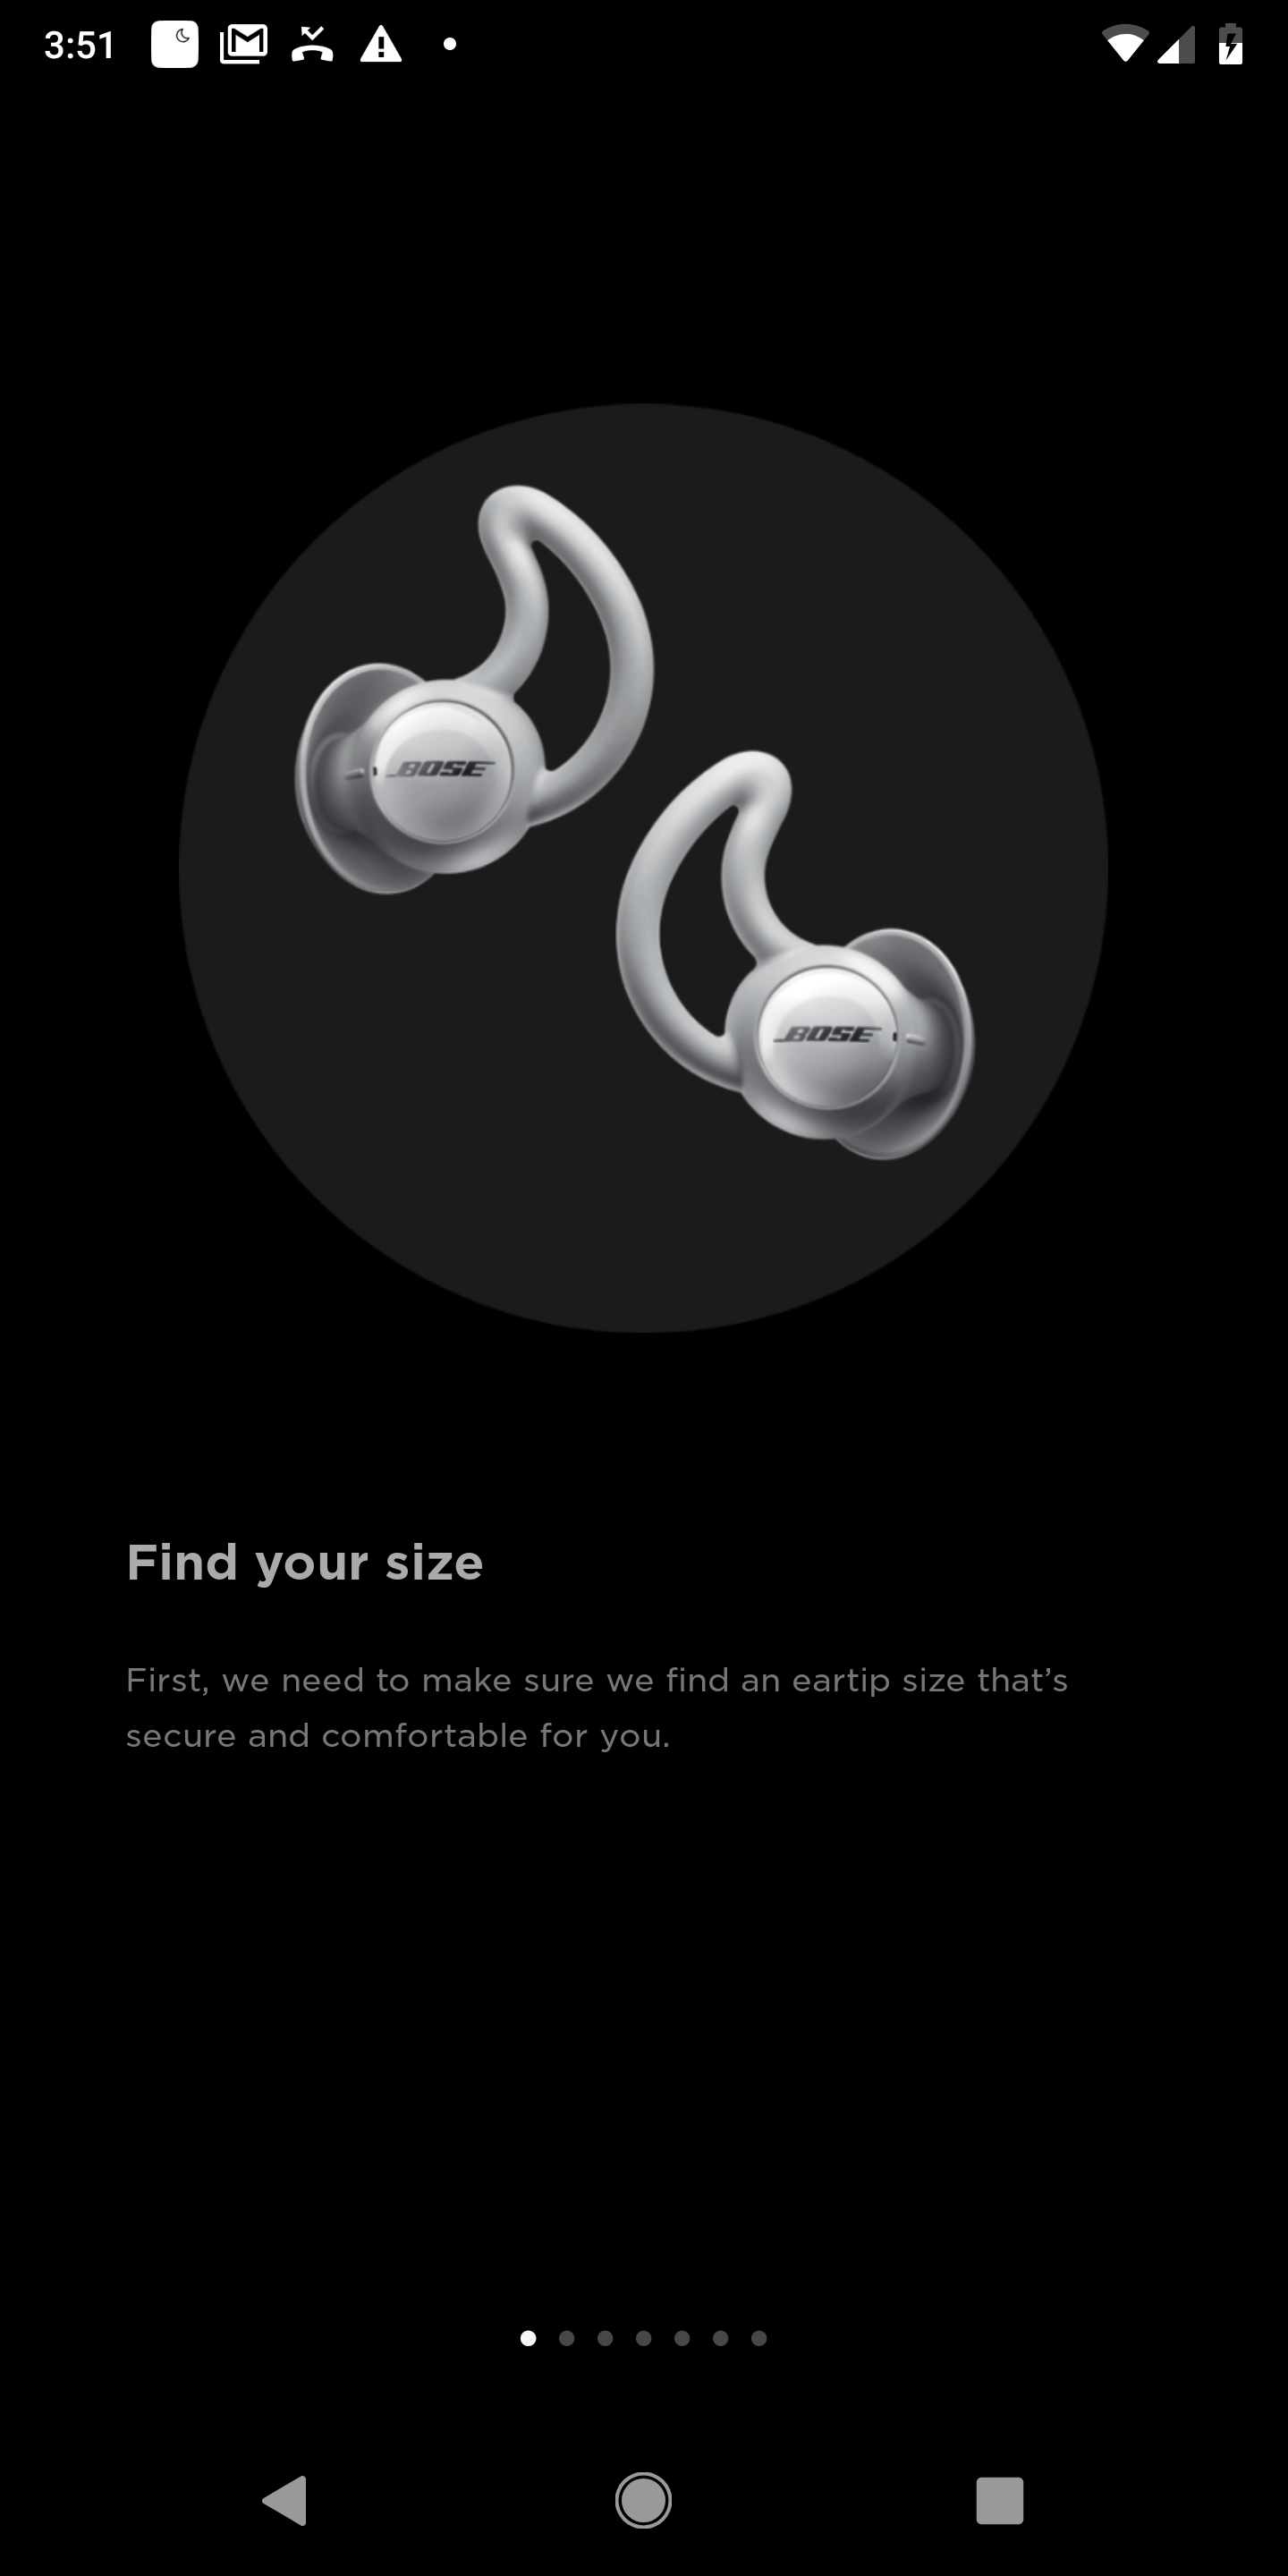 3:51
BOSE
BOSE
Find your size
First, we need to make sure we find an eartip size that’s
secure and comfortable for you.